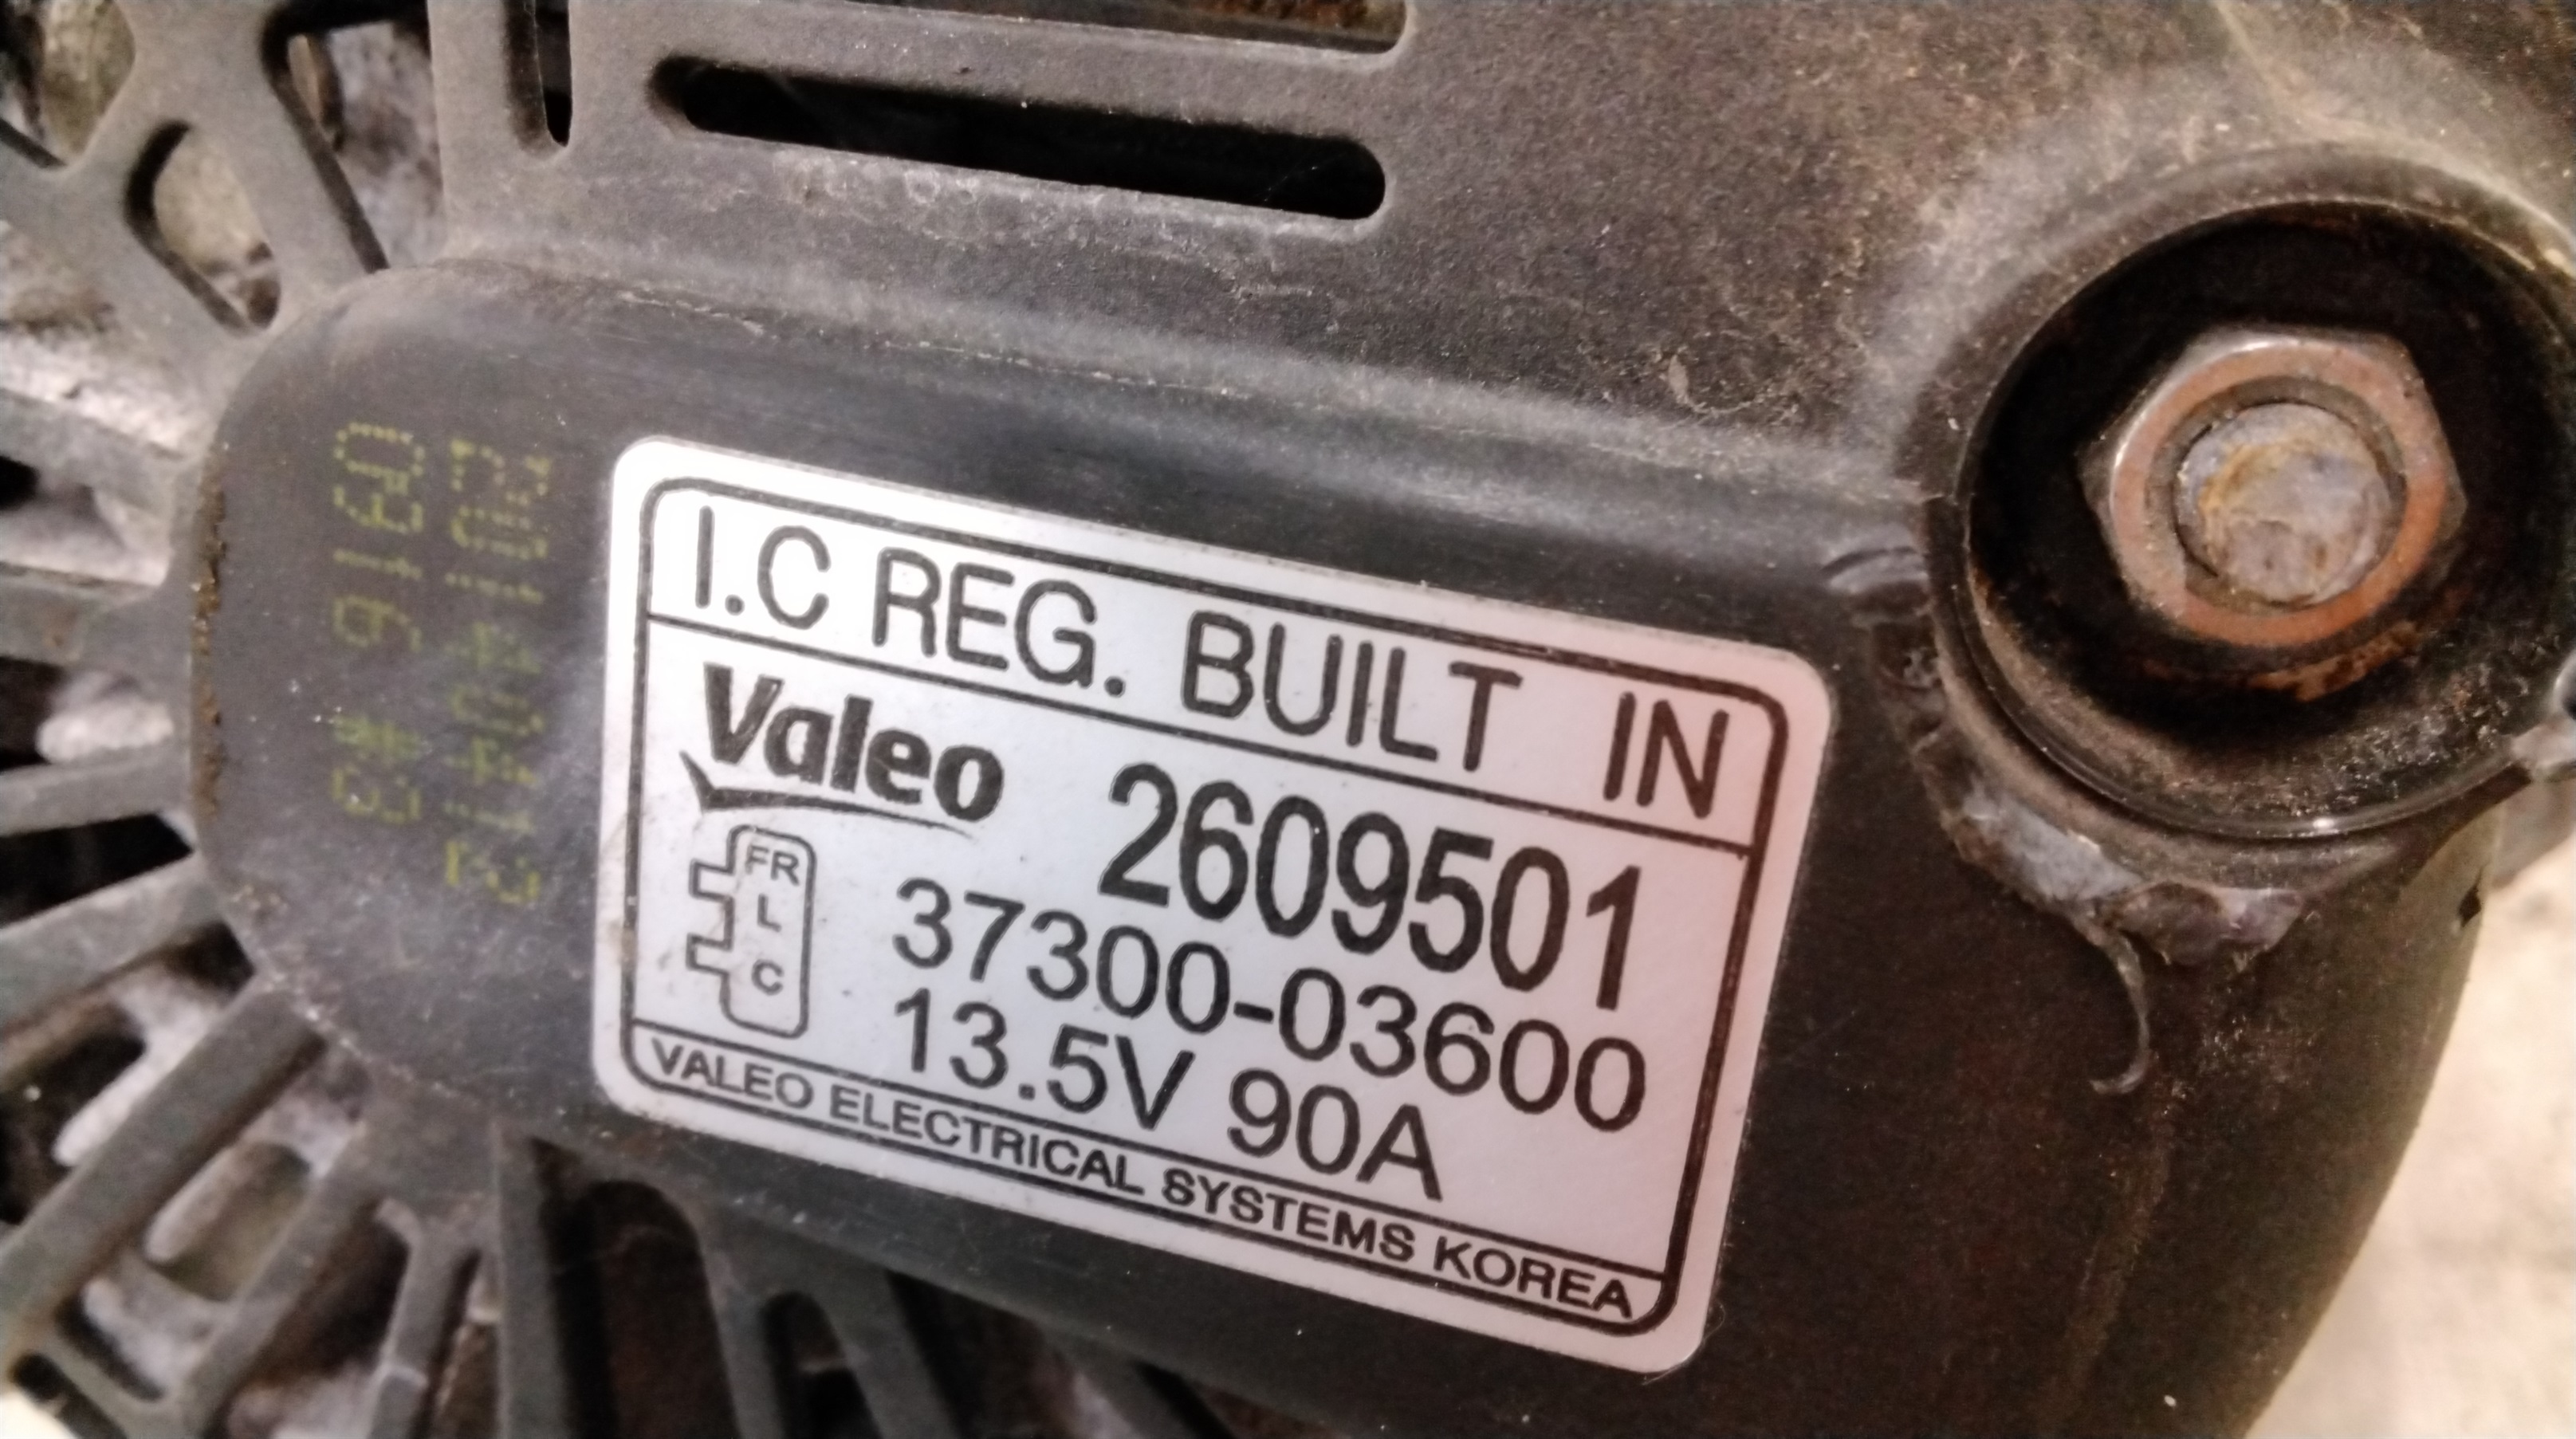 I.C REG. BUILT IN
Valeo
2609501
FR
L
C
37300-03600
13.5V 90A
VALEO ELECTRICAL SYSTEMS KOREA